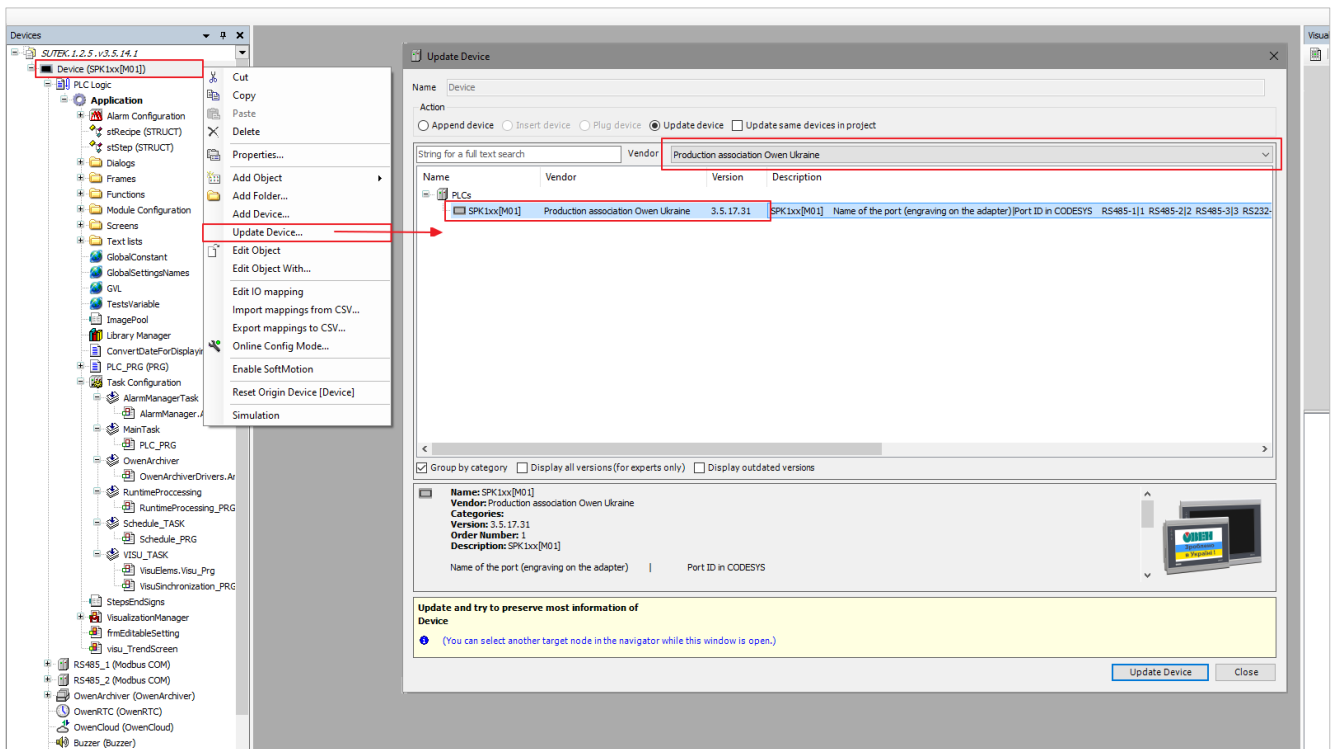 Devices
SUTEK.1.2.5.v3.5.14.1
Device (SPK1xx[M01])
PLC Logic
Application
Alarm Configuration
stRecipe (STRUCT)
stStep (STRUCT)
Dialogs
Frames
Functions
Module Configuration
Screens
Text lists
GlobalConstant
GlobalSettingsNames
GVL
TestsVariable
ImagePool
Library Manager
ConvertDateForDisplayin
PLC_PRG (PRG)
Task Configuration
AlarmManagerTask
AlarmManager.A
MainTask
PLC_PRG
OwenArchiver
OwenArchiverDrivers.Ar
RuntimeProccessing
RuntimeProcessing_PRG
Schedule_TASK
Schedule_PRG
VISU_TASK
VisuElems.Visu_Prg
VisuSinchronization_PRG
StepsEndSigns
VisualizationManager
frmEditableSetting
visu_TrendScreen
RS485_1 (Modbus COM)
RS485_2 (Modbus COM)
OwenArchiver (OwenArchiver)
OwenRTC (OwenRTC)
OwenCloud (OwenCloud)
Buzzer (Buzzer)
Cut
Copy
Paste
Delete
Properties...
Add Object
Add Folder...
Add Device...
Update Device...
Edit Object
Edit Object With...
Edit IO mapping
Import mappings from CSV...
Export mappings to CSV...
Online Config Mode...
Enable SoftMotion
Reset Origin Device [Device]
Simulation
Update Device
Name Device
Action
Append device Insert device Plug device Update device Update same devices in project
String for a full text search Vendor Production association Owen Ukraine
Name Vendor Version Description
PLCs
SPK1xx[M01] Production association Owen Ukraine 3.5.17.31 SPK1xx[M01] Name of the port (engraving on the adapter)|Port ID in CODESYS RS485-1|1 RS485-2|2 RS485-3|3 RS232-
Group by category Display all versions (for experts only) Display outdated versions
Name: SPK1xx[M01]
Vendor: Production association Owen Ukraine
Categories:
Version: 3.5.17.31
Order Number: 1
Description: SPK1xx[M01]
Name of the port (engraving on the adapter) | Port ID in CODESYS
ОВЕН
Зроблено
в Україні!
Update and try to preserve most information of
Device
(You can select another target node in the navigator while this window is open.)
Update Device Close
Visual